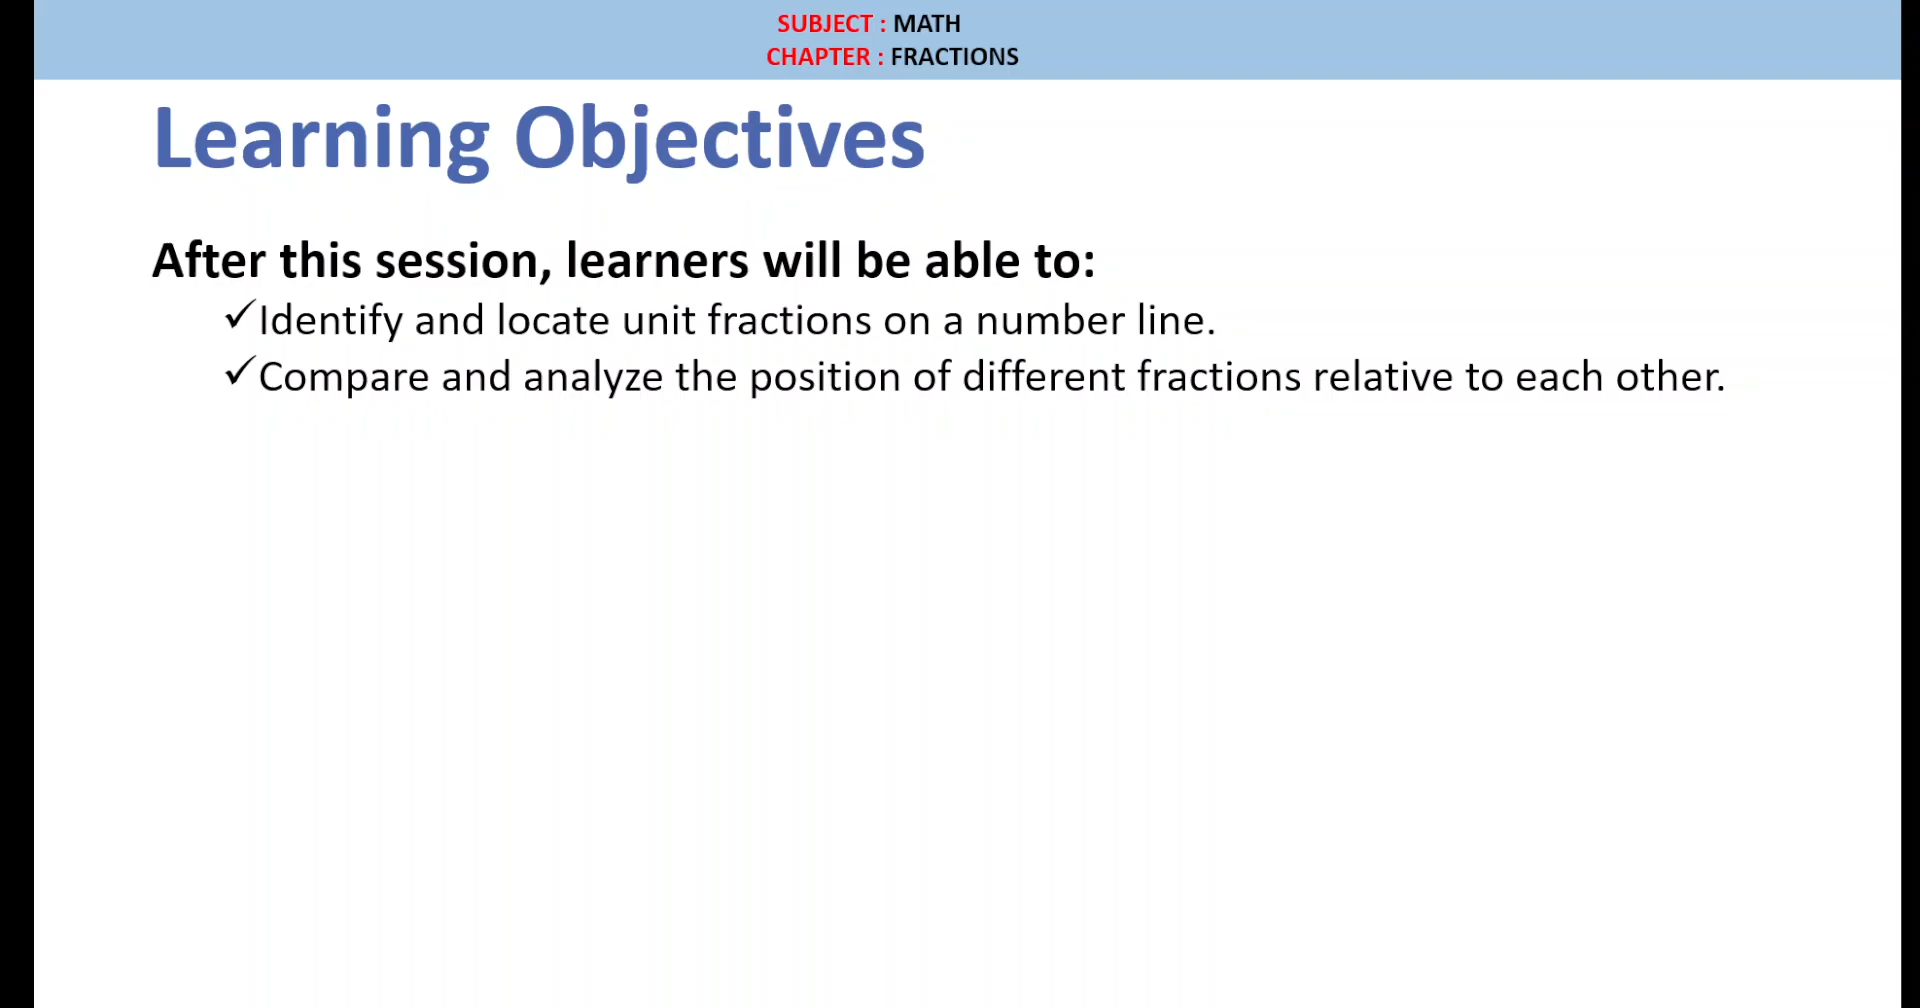 SUBJECT : MATH
CHAPTER : FRACTIONS
Learning Objectives
After this session, learners will be able to:
✓Identify and locate unit fractions on a number line.
✓Compare and analyze the position of different fractions relative to each other.